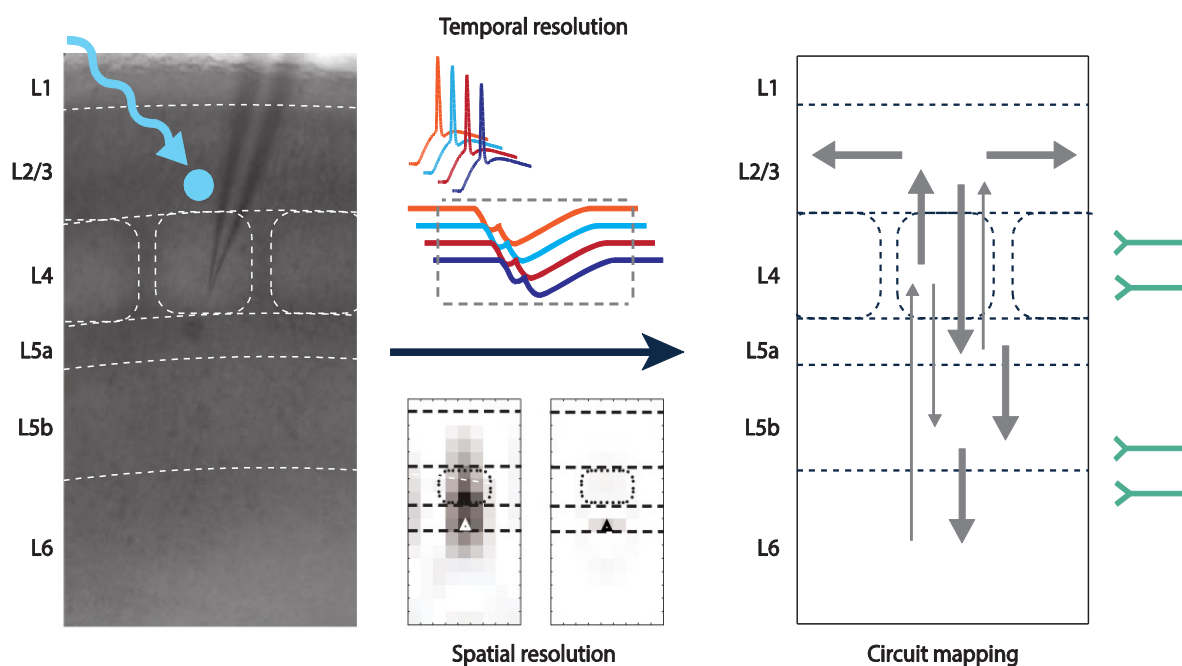 Temporal resolution
L1
L2/3
L4
L5a
L5b
L6
L1
L2/3
L4
L5a
L5b
L6
Spatial resolution
Circuit mapping